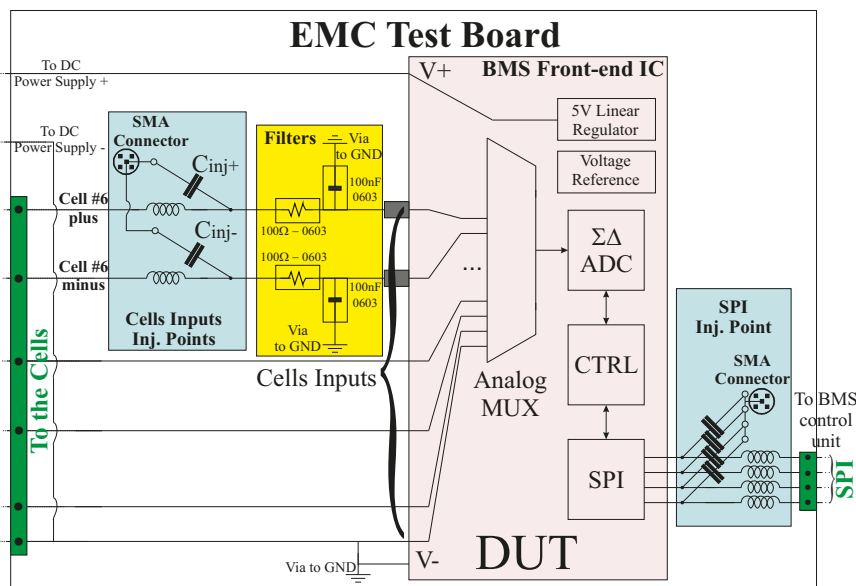 EMC Test Board
To DC
Power Supply +
V+
BMS Front-end IC
5V Linear
Regulator
Voltage
Reference
To DC
Power Supply -
SMA
Connector
Cinj+
Cinj-
Cell #6
plus
Cell #6
minus
Cells Inputs
Inj. Points
Filters
Via
to GND
100nF
0603
100Ω – 0603
100Ω – 0603
100nF
0603
Via
to GND
Cells Inputs
To the Cells
...
Analog
MUX
ΣΔ
ADC
CTRL
SPI
SPI
Inj. Point
SMA
Connector
To BMS
control
unit
SPI
Via to GND
V-
DUT